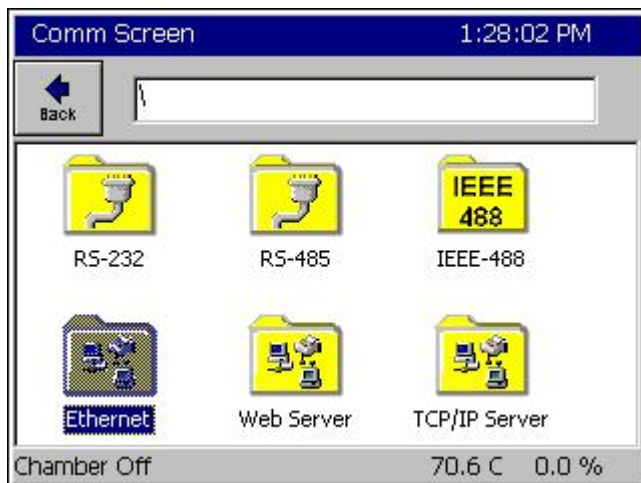 Comm Screen 1:28:02 PM
Back
\
RS-232 RS-485 IEEE 488 IEEE-488
Ethernet Web Server TCP/IP Server
Chamber Off 70.6 C 0.0 %